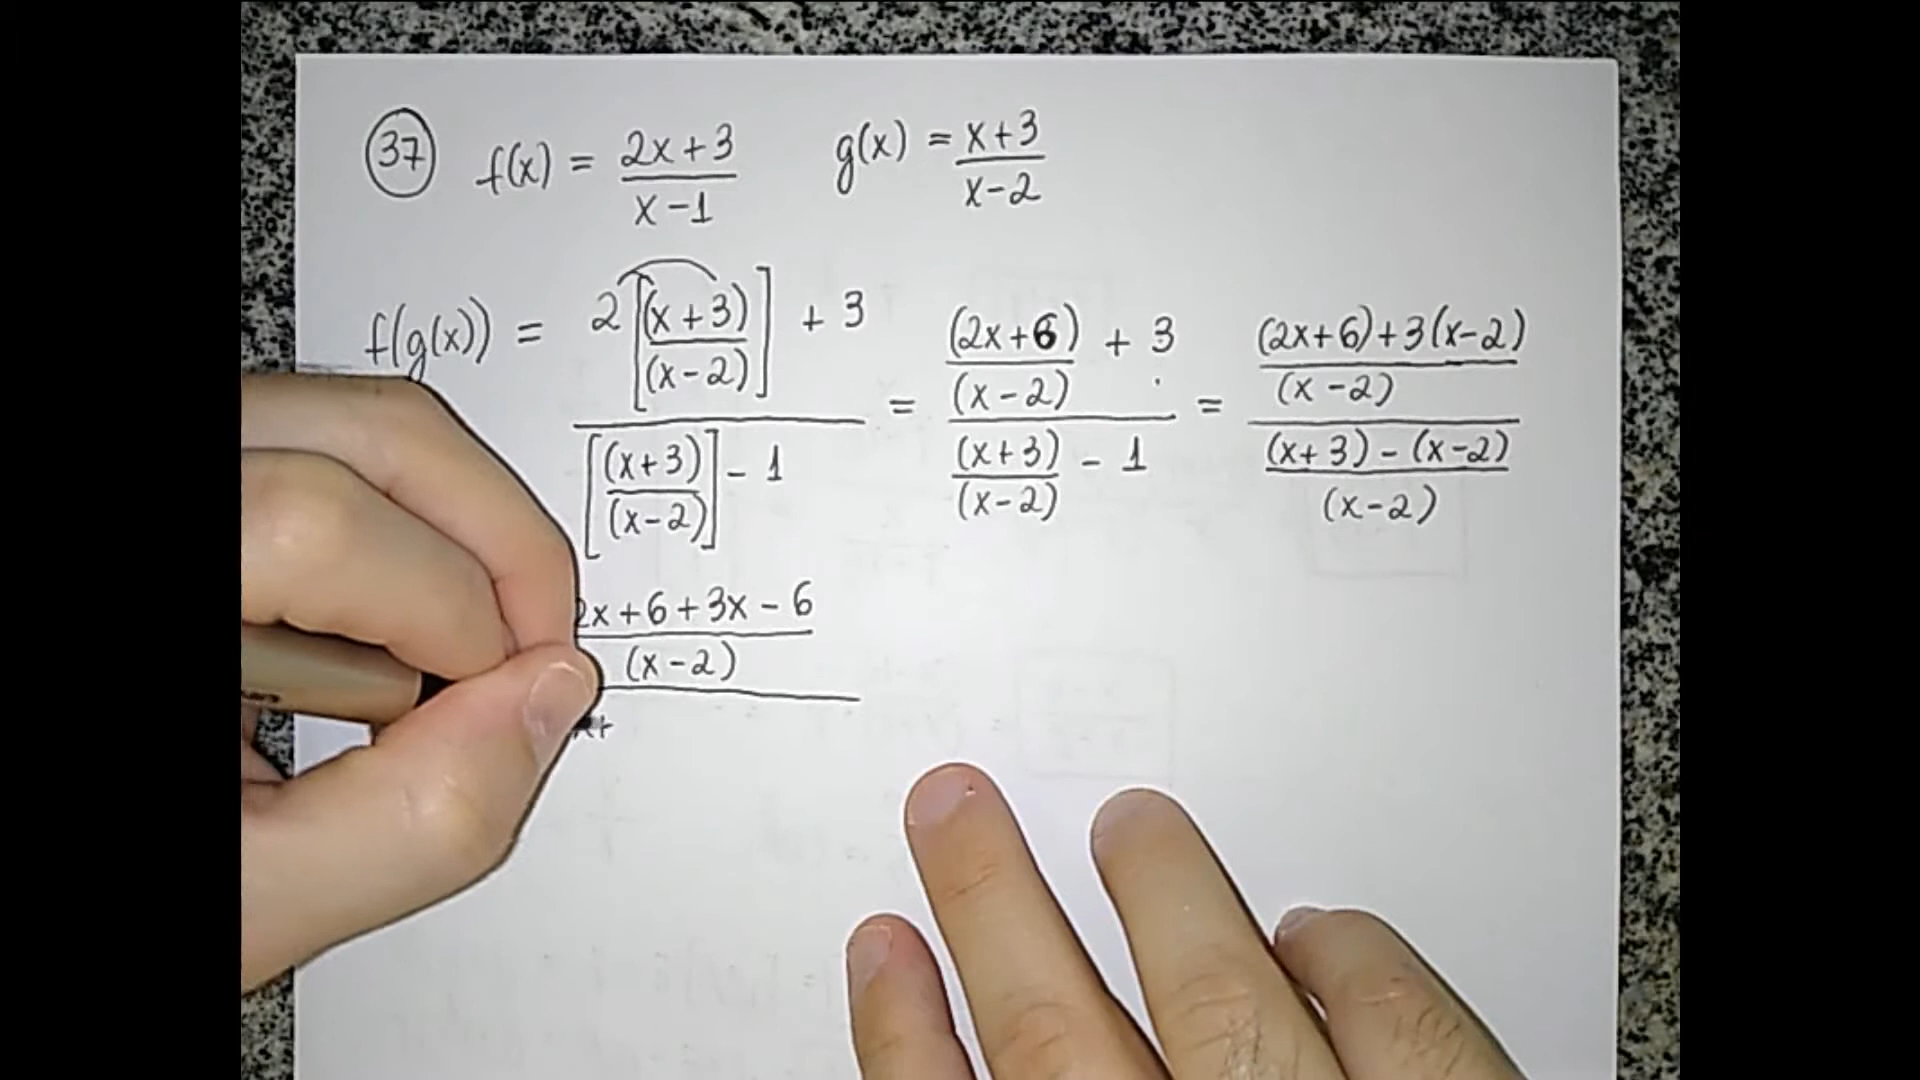 37 f(x) = 2x+3 / x-1 g(x) = x+3 / x-2
f(g(x)) = 2[(x+3)/(x-2)] + 3 / [(x+3)/(x-2)] - 1 = (2x+6)/(x-2) + 3 / (x+3)/(x-2) - 1 = (2x+6)+3(x-2)/(x-2) / (x+3)-(x-2)/(x-2)
2x+6+3x-6
(x-2)
x+